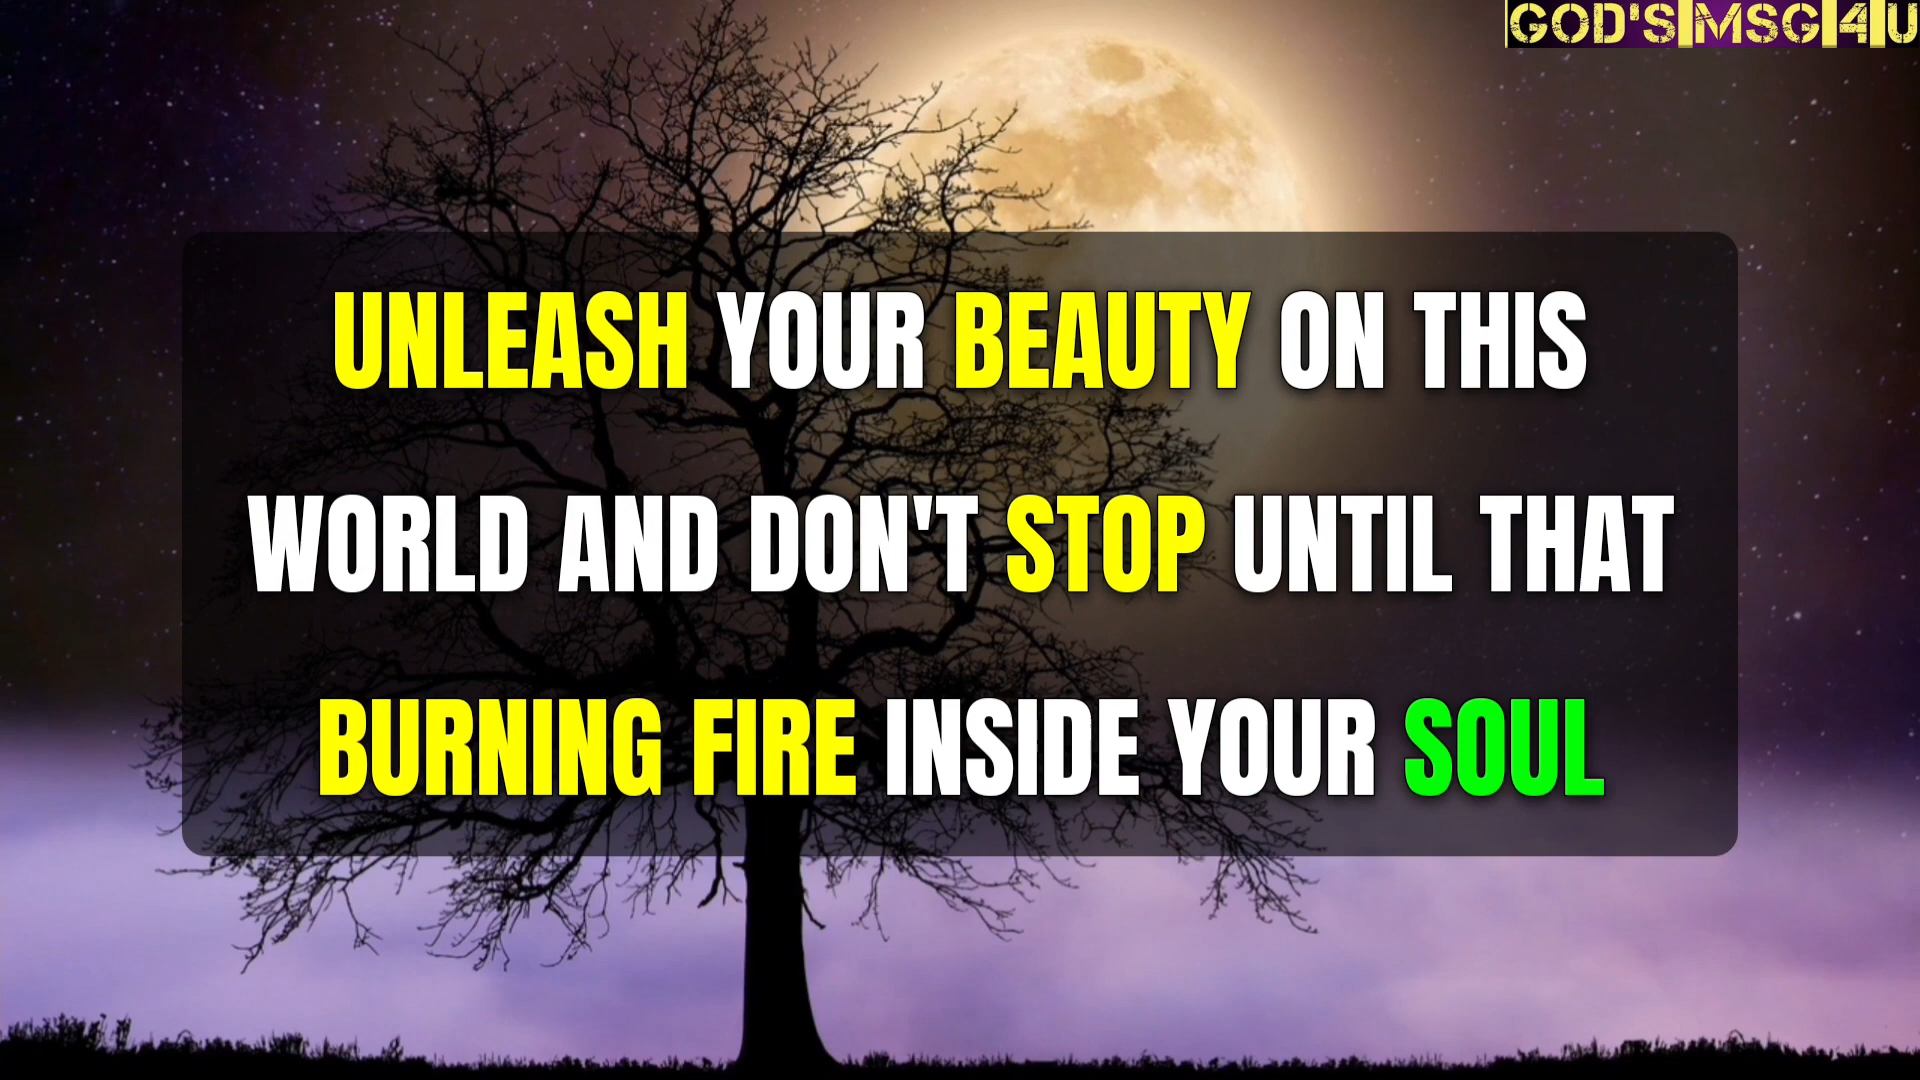 GOD'S MSG 4 U
UNLEASH YOUR BEAUTY ON THIS
WORLD AND DON'T STOP UNTIL THAT
BURNING FIRE INSIDE YOUR SOUL